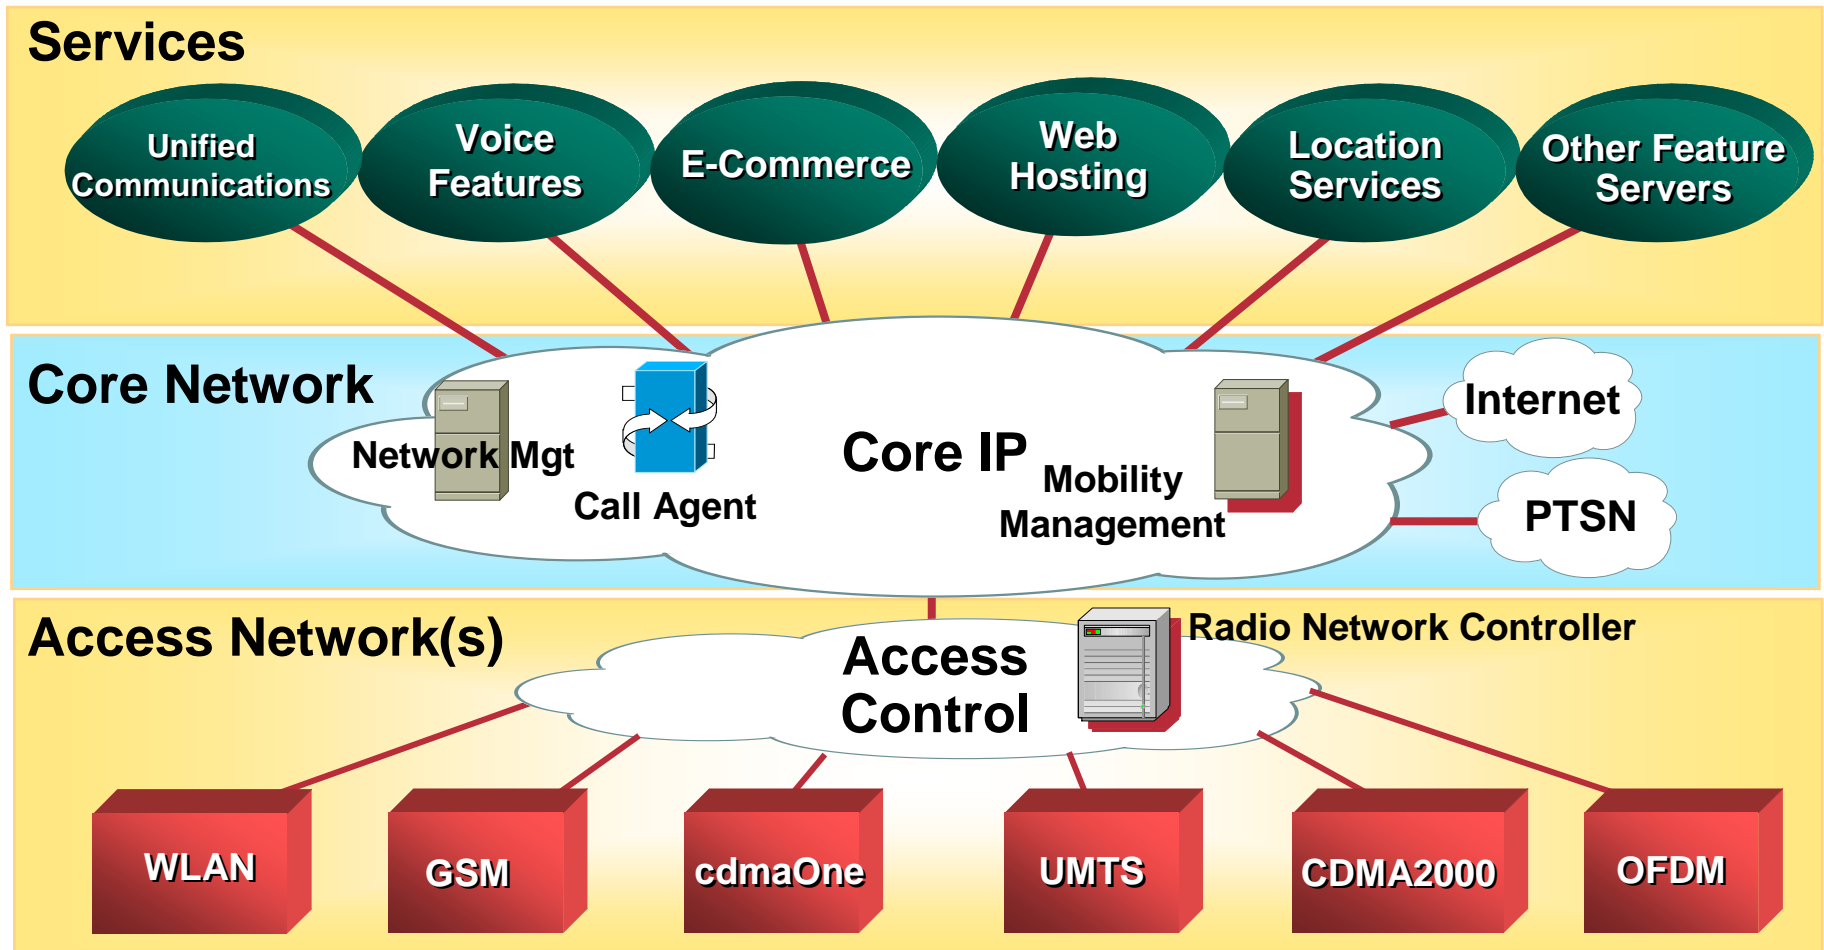 Services
Unified
Communications
Voice
Features
E-Commerce
Web
Hosting
Location
Services
Other Feature
Servers
Core Network
Network Mgt
Call Agent
Core IP
Mobility
Management
Internet
PTSN
Access Network(s)
Access
Control
Radio Network Controller
WLAN
GSM
cdmaOne
UMTS
CDMA2000
OFDM